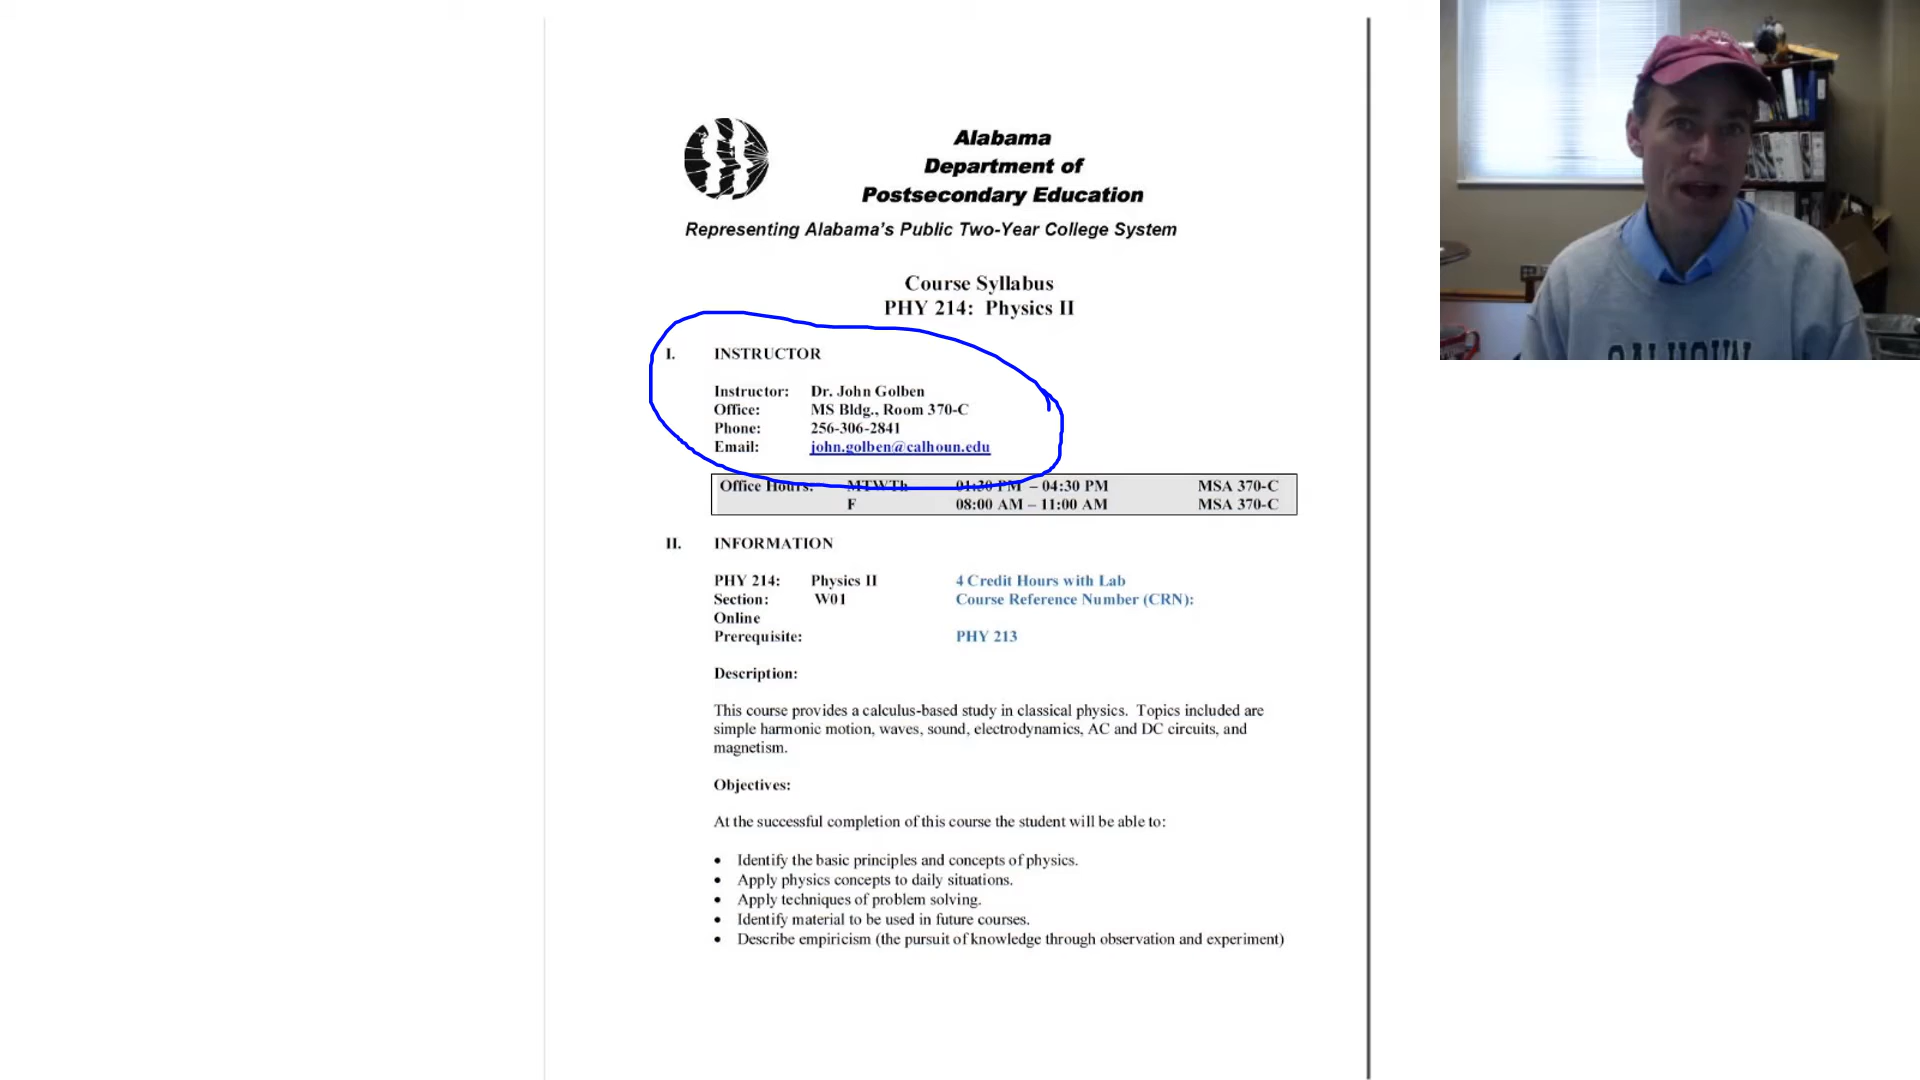 Alabama
Department of
Postsecondary Education
Representing Alabama's Public Two-Year College System
Course Syllabus
PHY 214: Physics II
I. INSTRUCTOR
Instructor: Dr. John Golben
Office: MS Bldg., Room 370-C
Phone: 256-306-2841
Email: john.golben@calhoun.edu
Office Hours: MTWTh 01:30 PM – 04:30 PM MSA 370-C
F 08:00 AM – 11:00 AM MSA 370-C
II. INFORMATION
PHY 214: Physics II 4 Credit Hours with Lab
Section: W01 Course Reference Number (CRN):
Online
Prerequisite: PHY 213
Description:
This course provides a calculus-based study in classical physics. Topics included are
simple harmonic motion, waves, sound, electrodynamics, AC and DC circuits, and
magnetism.
Objectives:
At the successful completion of this course the student will be able to:
• Identify the basic principles and concepts of physics.
• Apply physics concepts to daily situations.
• Apply techniques of problem solving.
• Identify material to be used in future courses.
• Describe empiricism (the pursuit of knowledge through observation and experiment)
CALHOUN